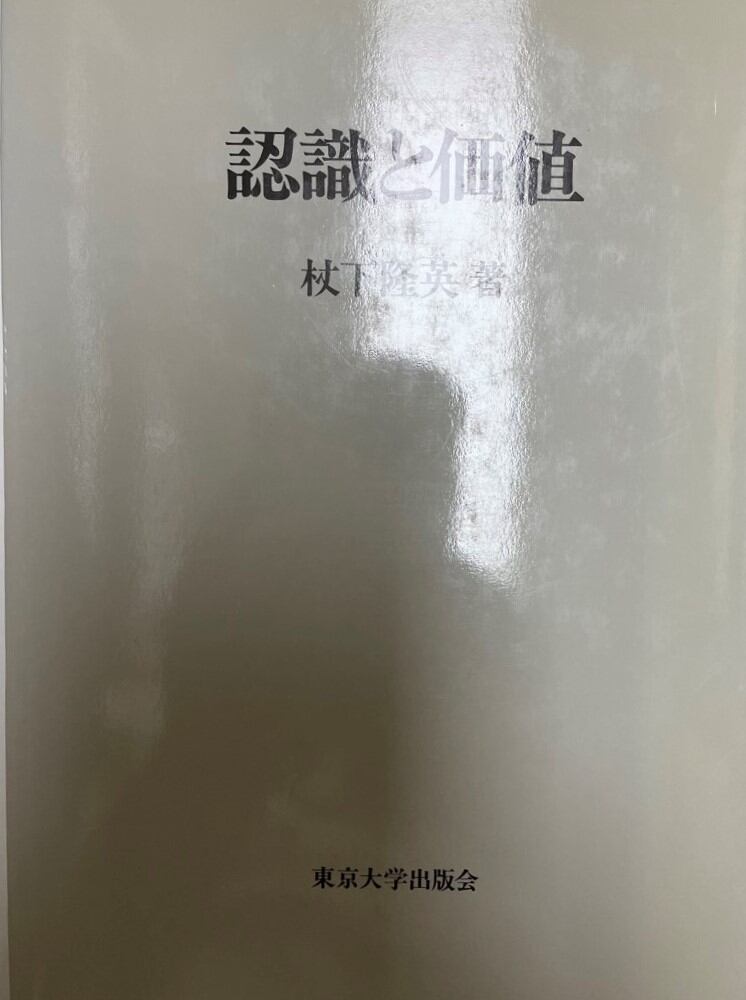 認識と価値
杖下隆英 著
東京大学出版会